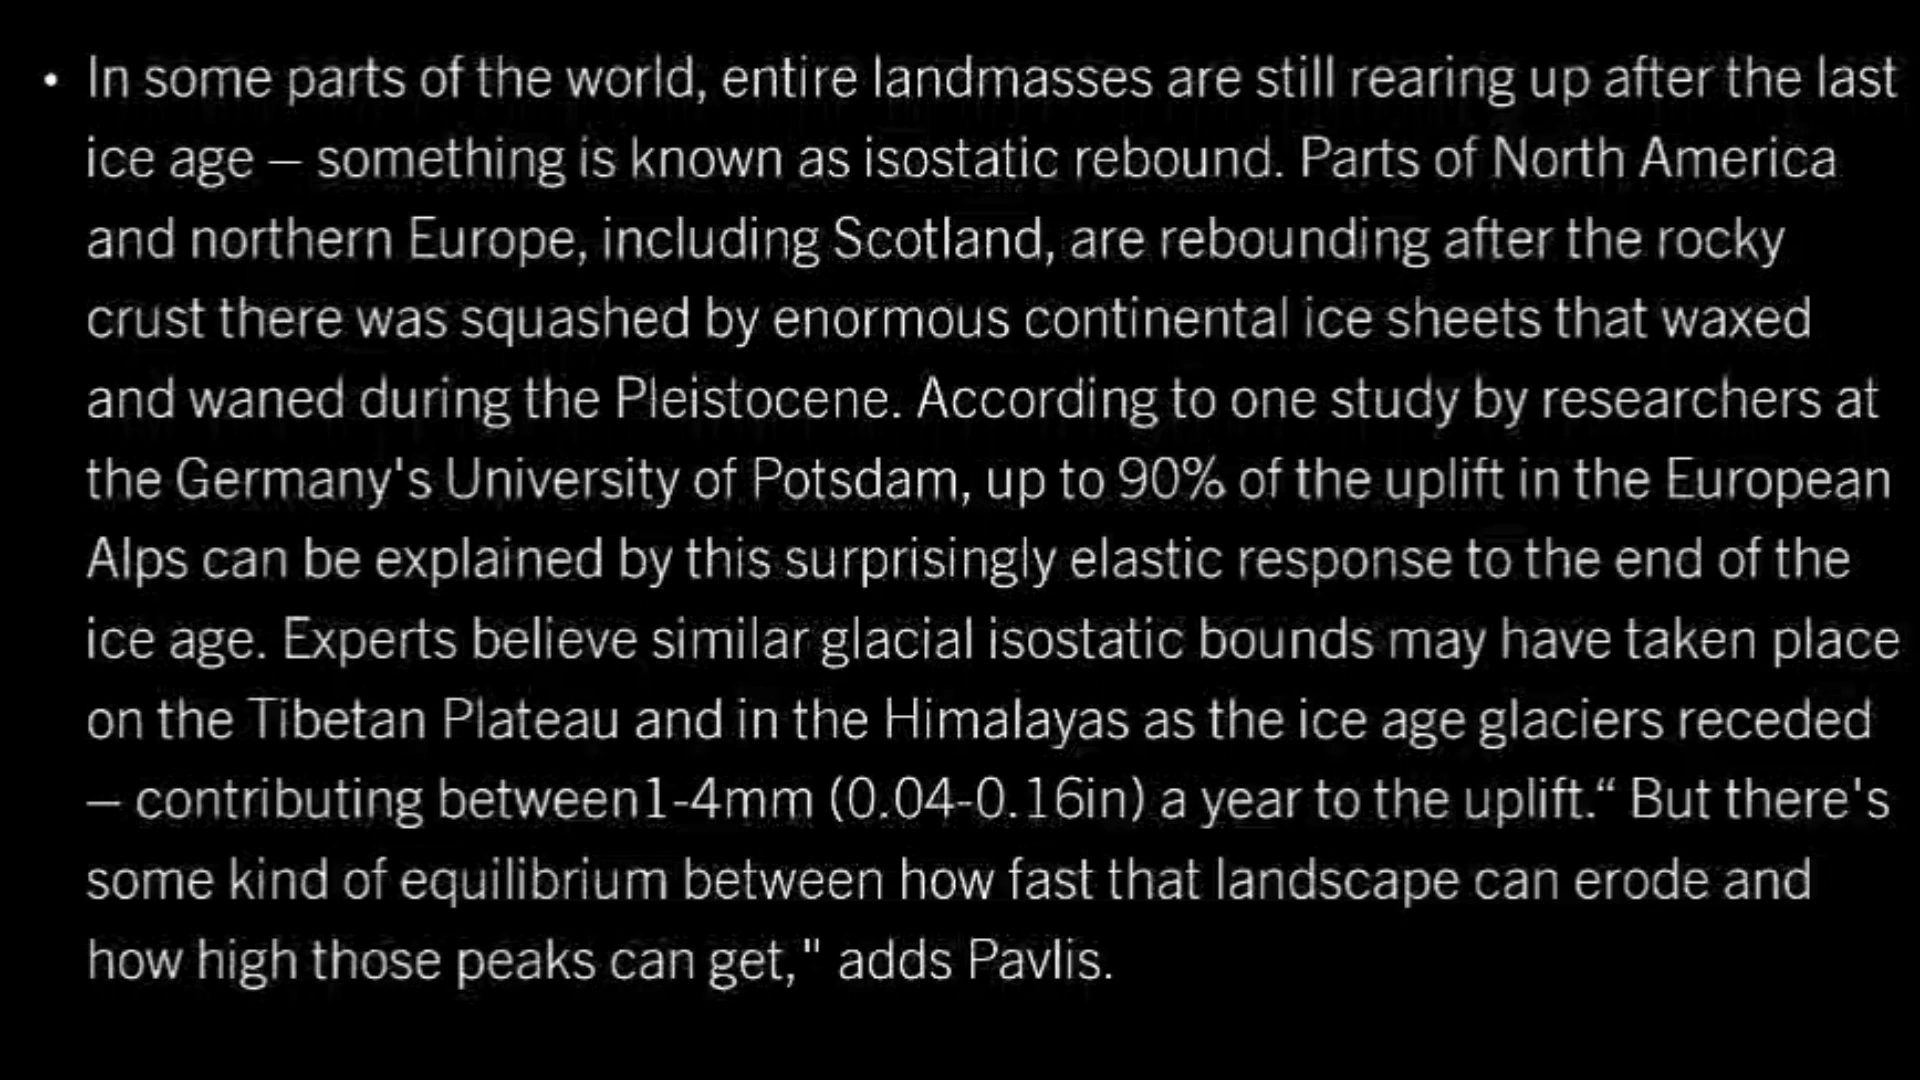 • In some parts of the world, entire landmasses are still rearing up after the last
ice age – something is known as isostatic rebound. Parts of North America
and northern Europe, including Scotland, are rebounding after the rocky
crust there was squashed by enormous continental ice sheets that waxed
and waned during the Pleistocene. According to one study by researchers at
the Germany's University of Potsdam, up to 90% of the uplift in the European
Alps can be explained by this surprisingly elastic response to the end of the
ice age. Experts believe similar glacial isostatic bounds may have taken place
on the Tibetan Plateau and in the Himalayas as the ice age glaciers receded
– contributing between1-4mm (0.04-0.16in) a year to the uplift.“ But there's
some kind of equilibrium between how fast that landscape can erode and
how high those peaks can get," adds Pavlis.